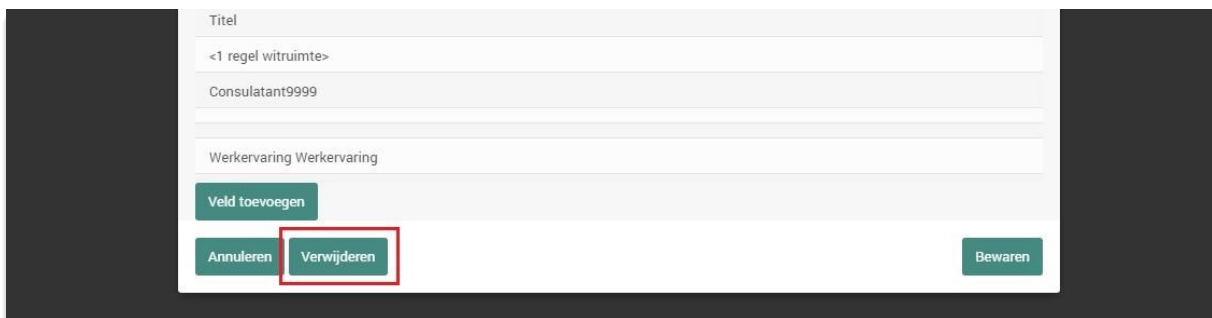 Titel
<1 regel witruimte>
Consulatant9999
Werkervaring Werkervaring
Veld toevoegen
Annuleren Verwijderen Bewaren